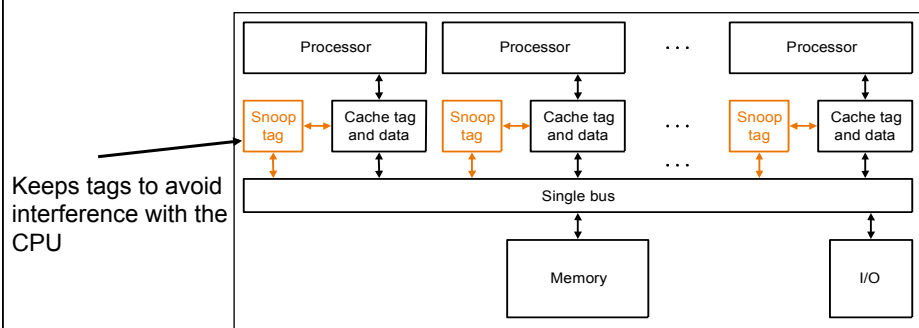 Processor
Processor
. . .
Processor
Snoop
tag
Cache tag
and data
Snoop
tag
Cache tag
and data
. . .
Snoop
tag
Cache tag
and data
. . .
Single bus
Keeps tags to avoid
interference with the
CPU
Memory
I/O